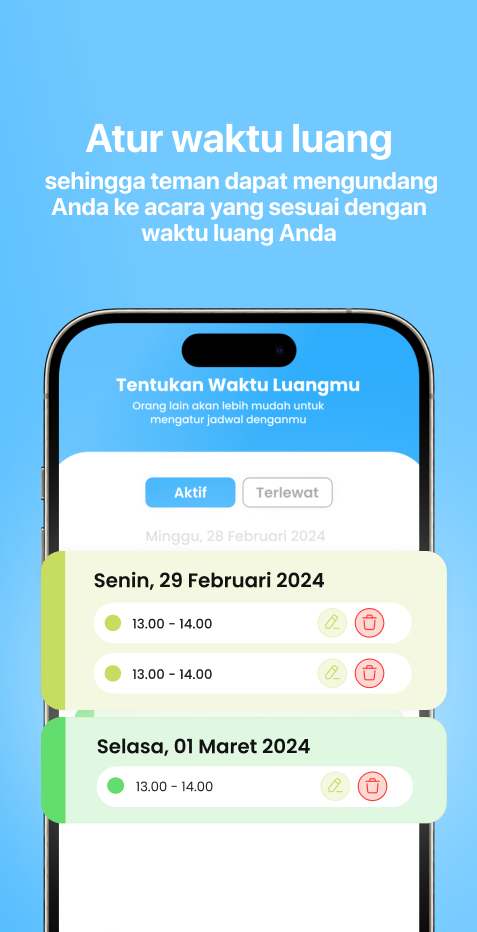 Atur waktu luang
sehingga teman dapat mengundang
Anda ke acara yang sesuai dengan
waktu luang Anda
Tentukan Waktu Luangmu
Orang lain akan lebih mudah untuk
mengatur jadwal denganmu
Aktif
Terlewat
Minggu, 28 Februari 2024
Senin, 29 Februari 2024
13.00 - 14.00
13.00 - 14.00
Selasa, 01 Maret 2024
13.00 - 14.00